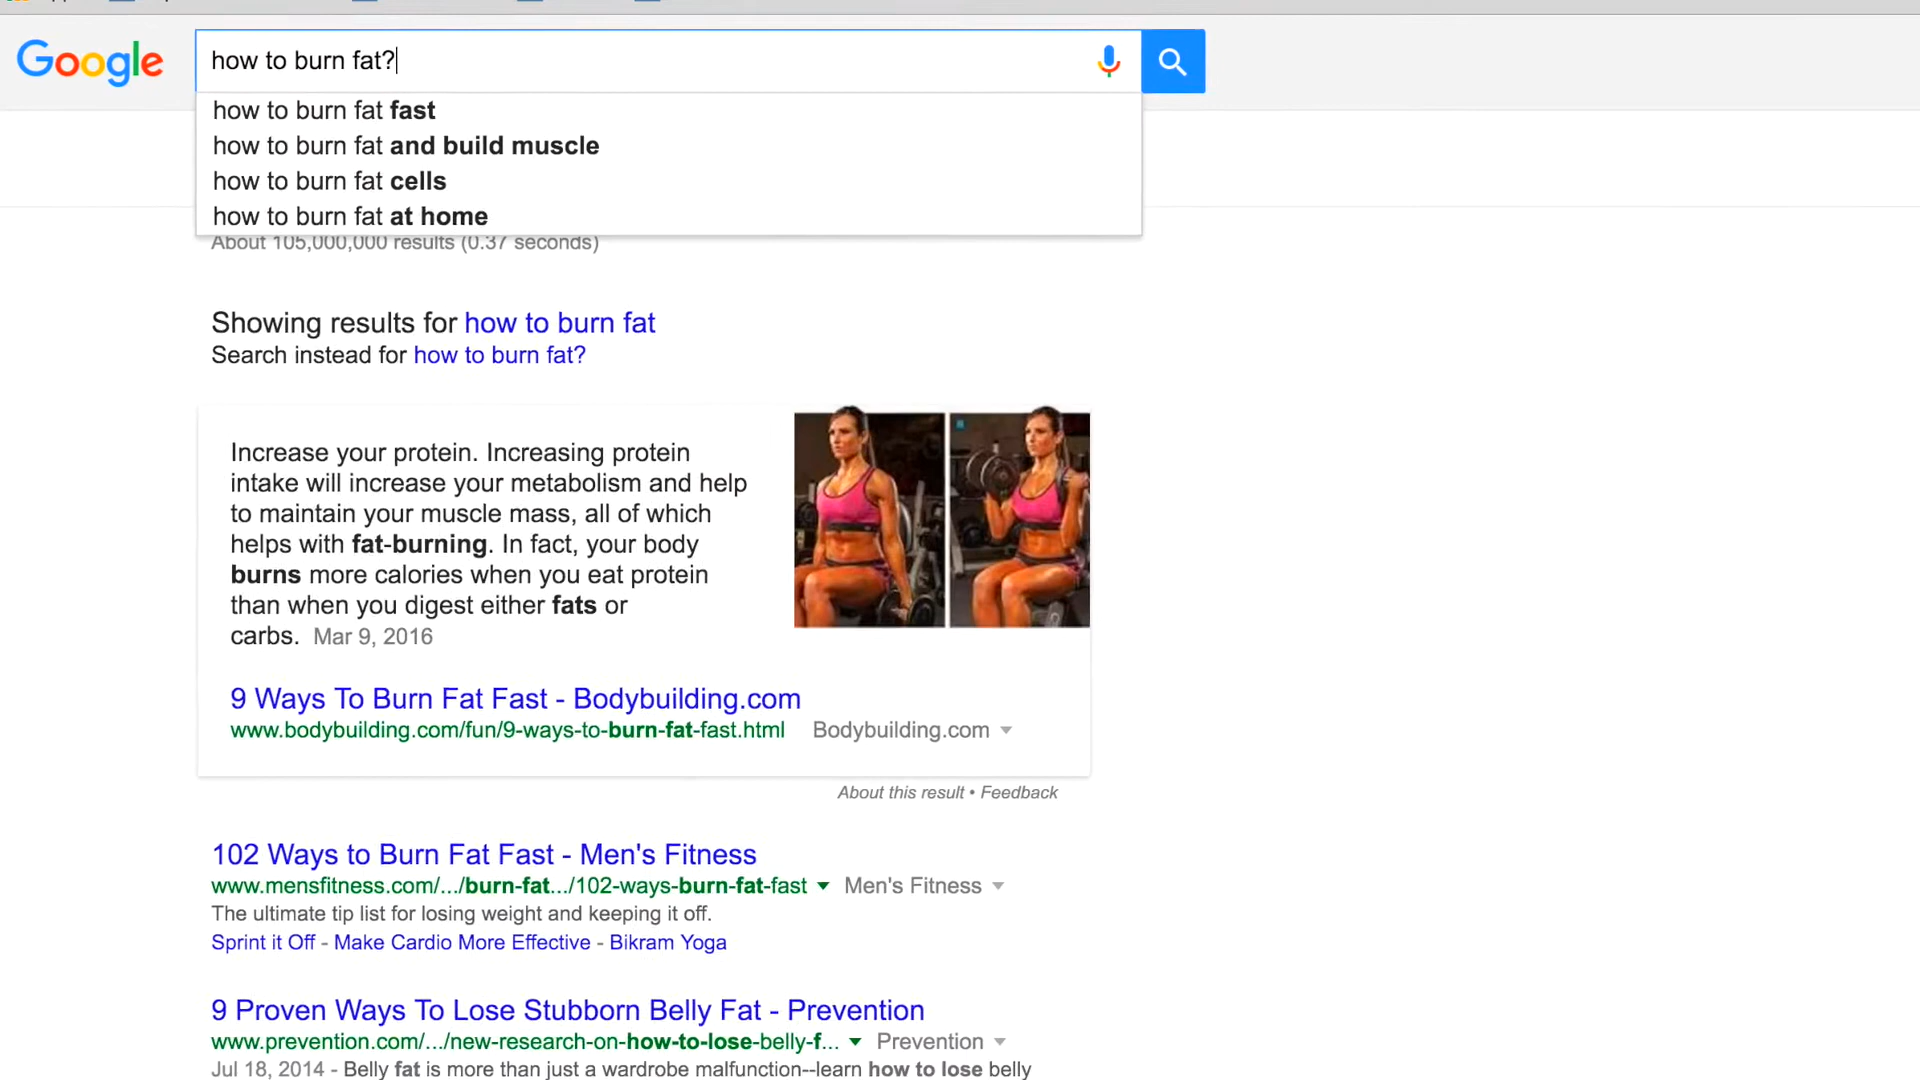 Google
how to burn fat?
how to burn fat fast
how to burn fat and build muscle
how to burn fat cells
how to burn fat at home
About 105,000,000 results (0.37 seconds)
Showing results for how to burn fat
Search instead for how to burn fat?
Increase your protein. Increasing protein
intake will increase your metabolism and help
to maintain your muscle mass, all of which
helps with fat-burning. In fact, your body
burns more calories when you eat protein
than when you digest either fats or
carbs. Mar 9, 2016
9 Ways To Burn Fat Fast - Bodybuilding.com
www.bodybuilding.com/fun/9-ways-to-burn-fat-fast.html Bodybuilding.com
About this result • Feedback
102 Ways to Burn Fat Fast - Men's Fitness
www.mensfitness.com/.../burn-fat.../102-ways-burn-fat-fast Men's Fitness
The ultimate tip list for losing weight and keeping it off.
Sprint it Off - Make Cardio More Effective - Bikram Yoga
9 Proven Ways To Lose Stubborn Belly Fat - Prevention
www.prevention.com/.../new-research-on-how-to-lose-belly-f... Prevention
Jul 18, 2014 - Belly fat is more than just a wardrobe malfunction--learn how to lose belly